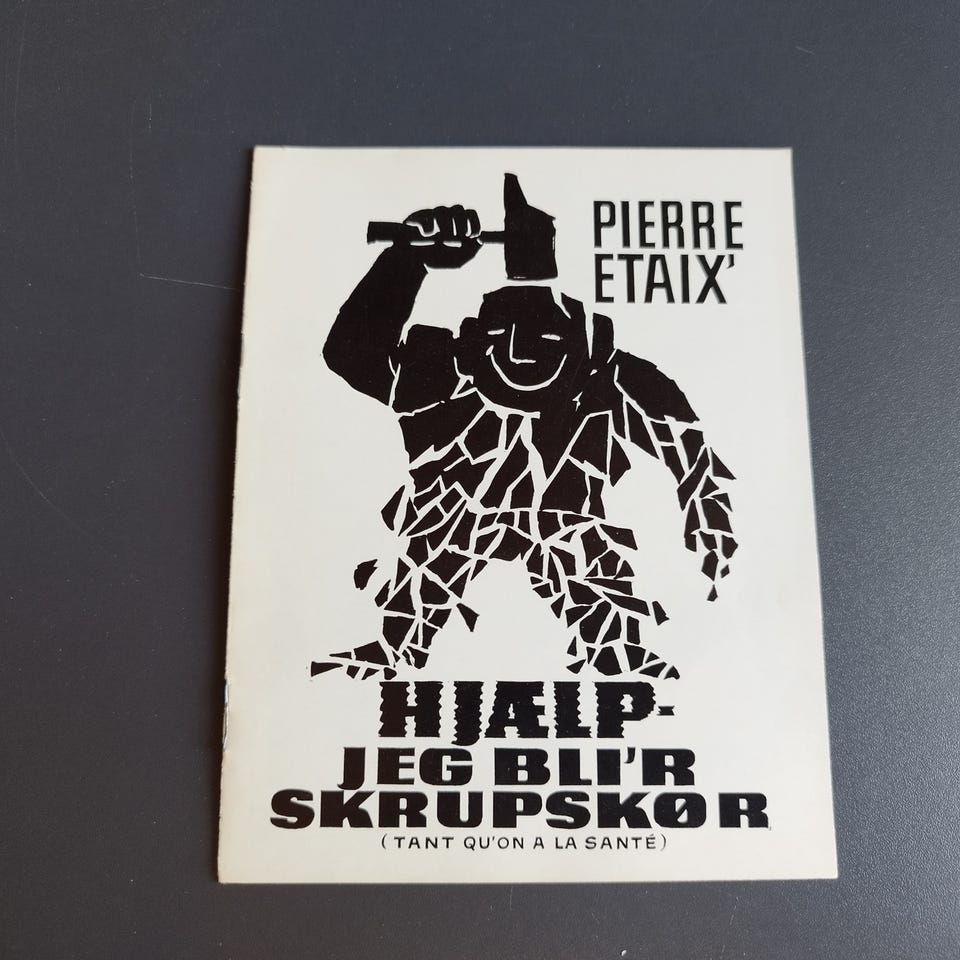 PIERRE
ETAIX'
HJÆLP-
JEG BLI'R
SKRUPSKØR
(TANT QU'ON A LA SANTÉ)